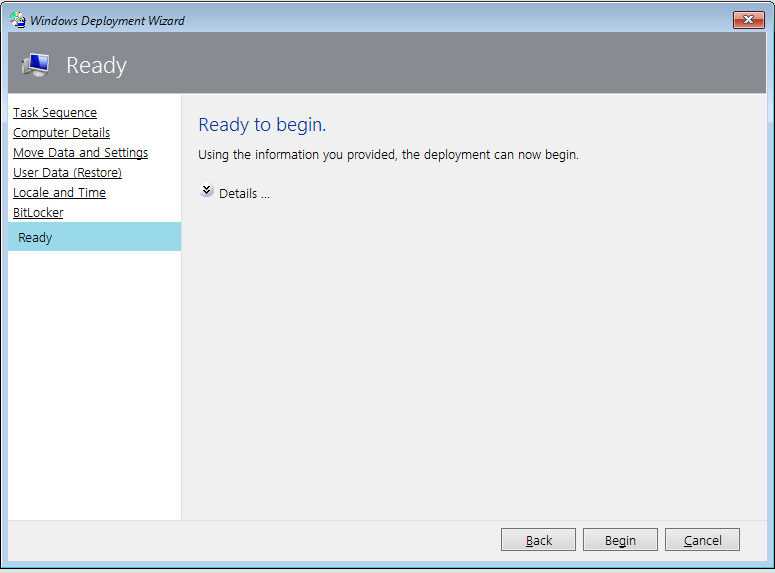 Windows Deployment Wizard
Ready
Task Sequence
Computer Details
Move Data and Settings
User Data (Restore)
Locale and Time
BitLocker
Ready
Ready to begin.
Using the information you provided, the deployment can now begin.
Details ...
Back
Begin
Cancel